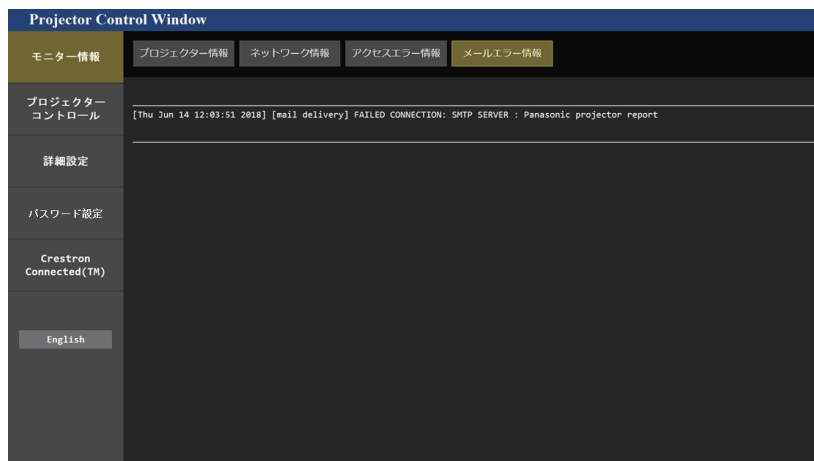 Projector Control Window
モニター情報
プロジェクター情報
ネットワーク情報
アクセスエラー情報
メールエラー情報
[Thu Jun 14 12:03:51 2018] [mail delivery] FAILED CONNECTION: SMTP SERVER : Panasonic projector report
プロジェクター
コントロール
詳細設定
パスワード設定
Crestron
Connected(TM)
English